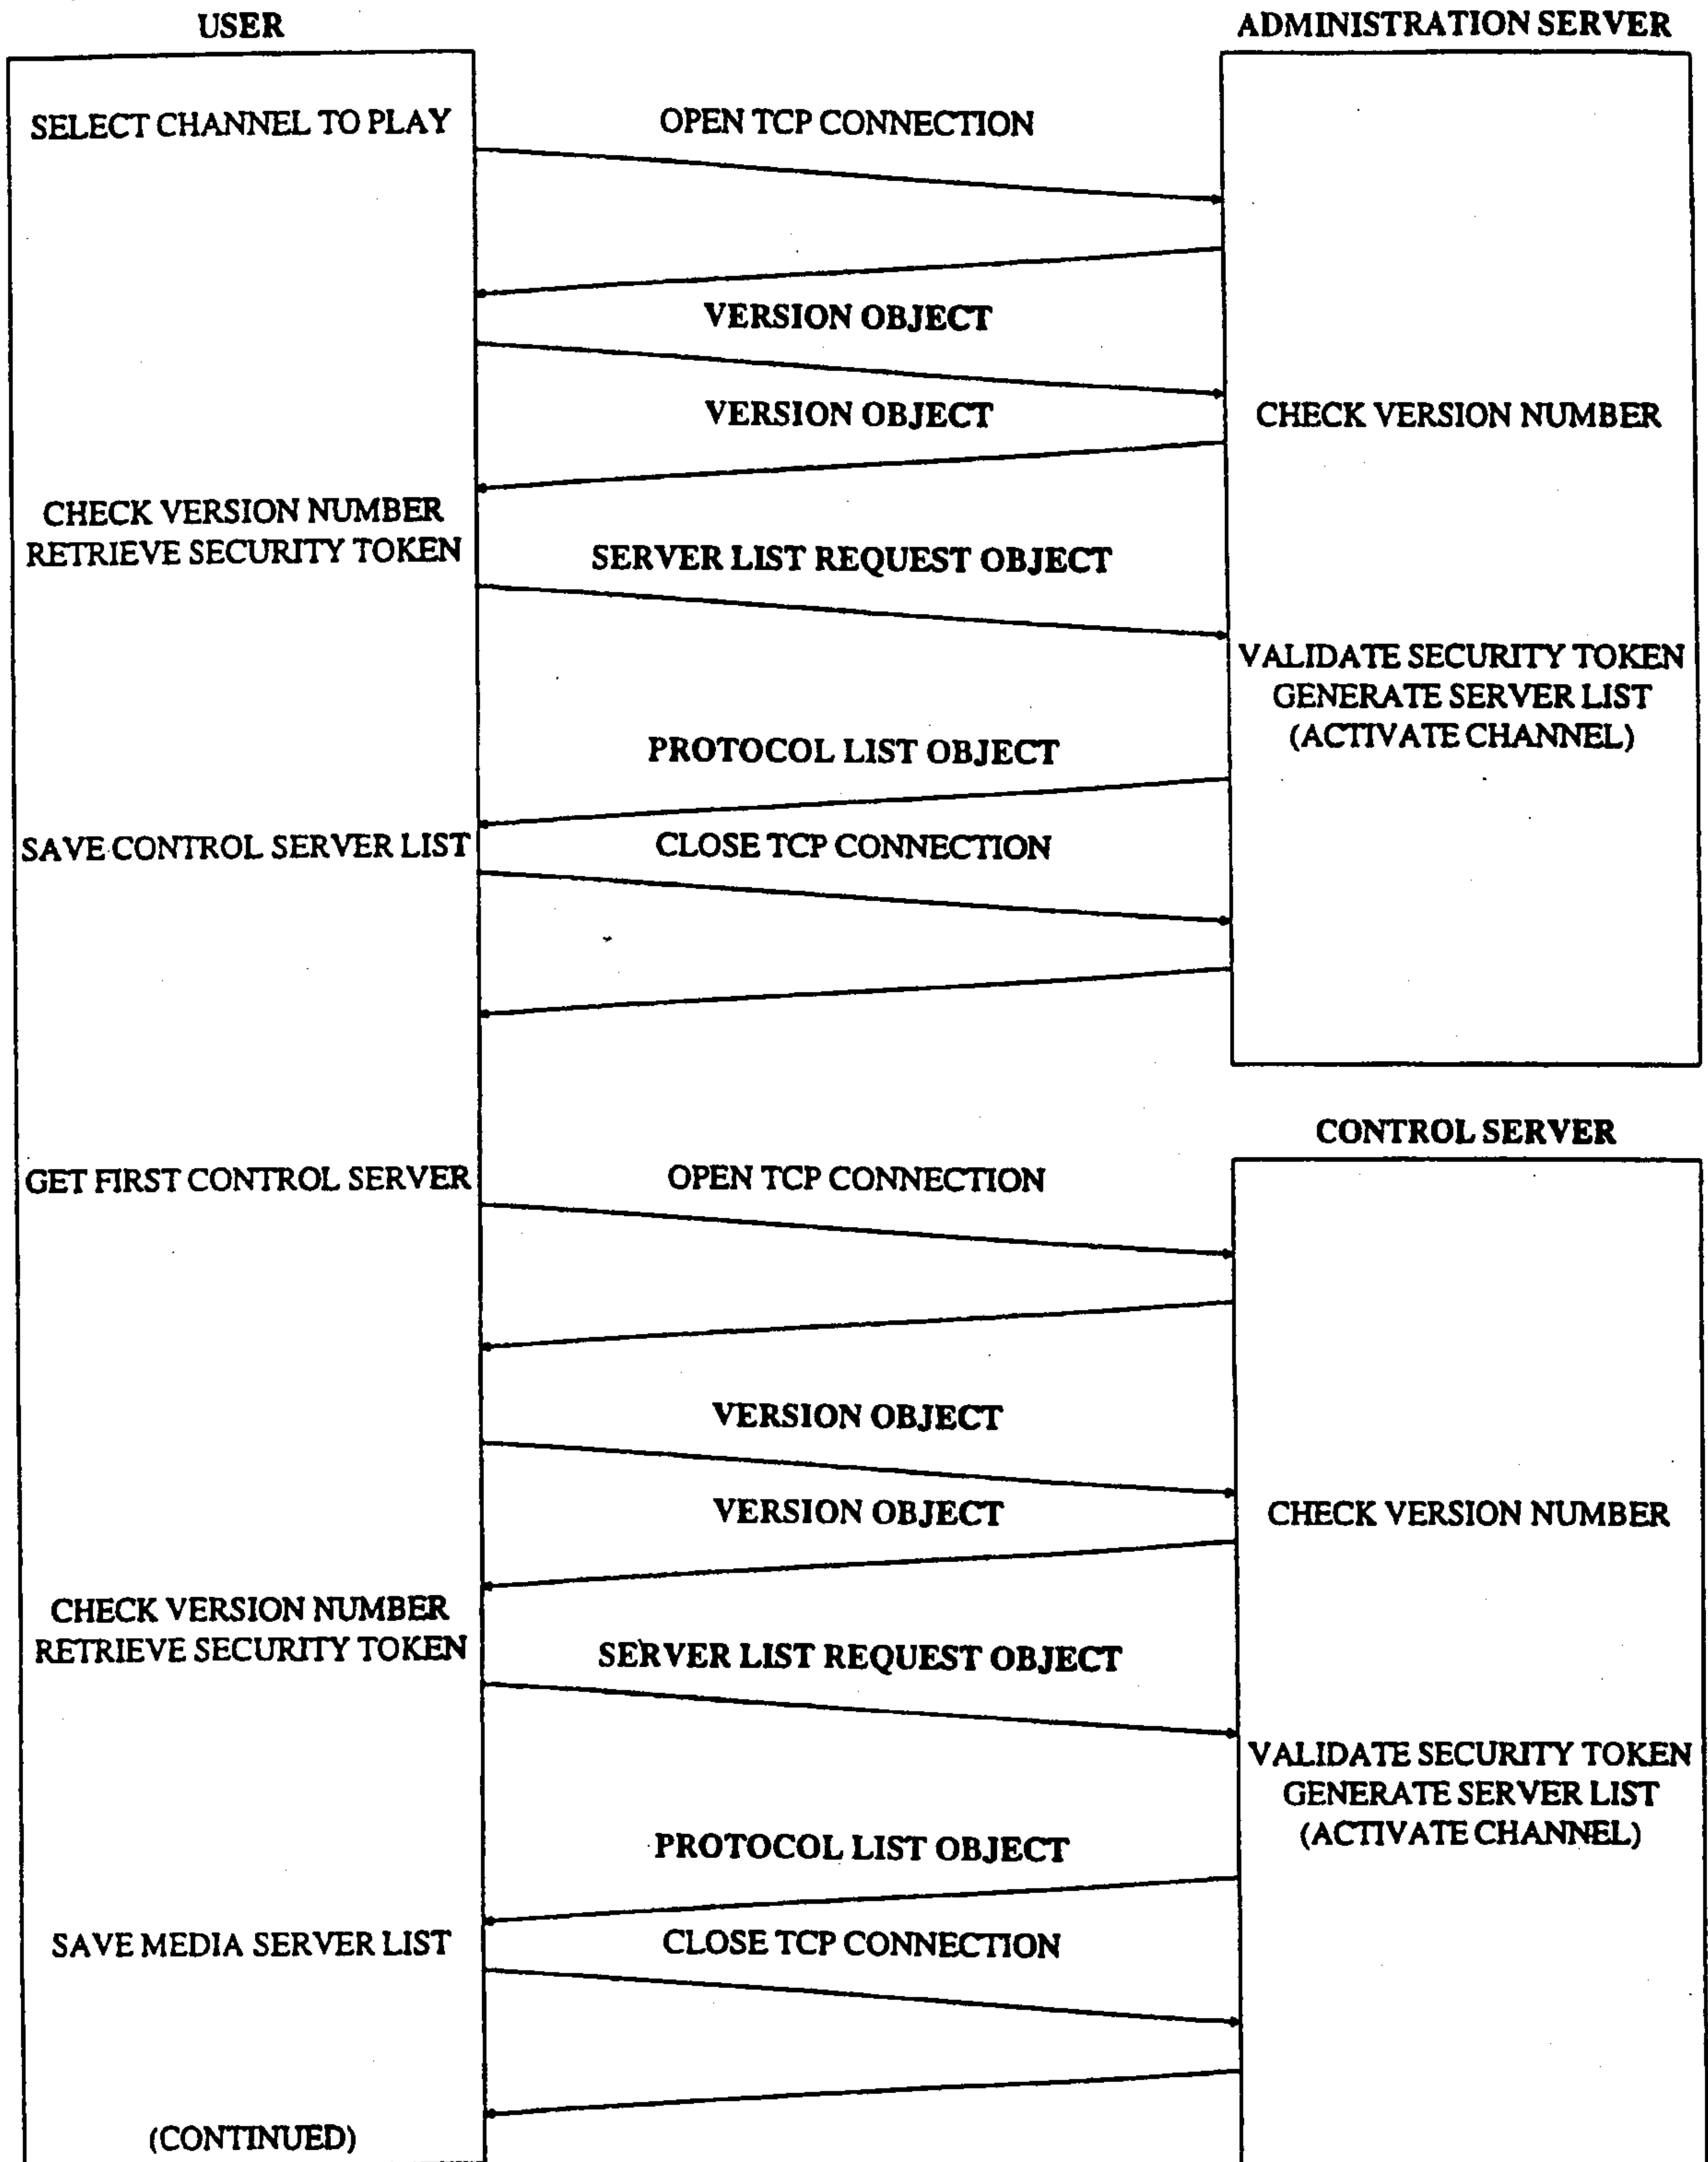 USER
ADMINISTRATION SERVER
SELECT CHANNEL TO PLAY
OPEN TCP CONNECTION
VERSION OBJECT
VERSION OBJECT
CHECK VERSION NUMBER
CHECK VERSION NUMBER
RETRIEVE SECURITY TOKEN
SERVER LIST REQUEST OBJECT
VALIDATE SECURITY TOKEN
GENERATE SERVER LIST
(ACTIVATE CHANNEL)
PROTOCOL LIST OBJECT
SAVE CONTROL SERVER LIST
CLOSE TCP CONNECTION
CONTROL SERVER
GET FIRST CONTROL SERVER
OPEN TCP CONNECTION
VERSION OBJECT
VERSION OBJECT
CHECK VERSION NUMBER
CHECK VERSION NUMBER
RETRIEVE SECURITY TOKEN
SERVER LIST REQUEST OBJECT
VALIDATE SECURITY TOKEN
GENERATE SERVER LIST
(ACTIVATE CHANNEL)
PROTOCOL LIST OBJECT
SAVE MEDIA SERVER LIST
CLOSE TCP CONNECTION
(CONTINUED)